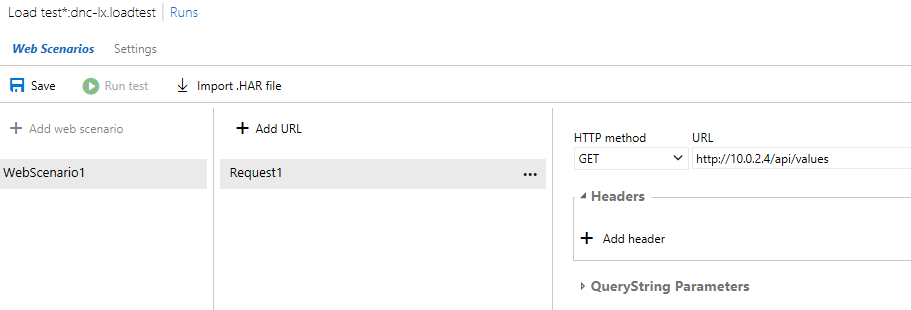 Load test*:dnc-lx.loadtest Runs
Web Scenarios Settings
Save Run test Import .HAR file
Add web scenario
WebScenario1
Add URL
Request1
HTTP method URL
GET http://10.0.2.4/api/values
Headers
Add header
QueryString Parameters